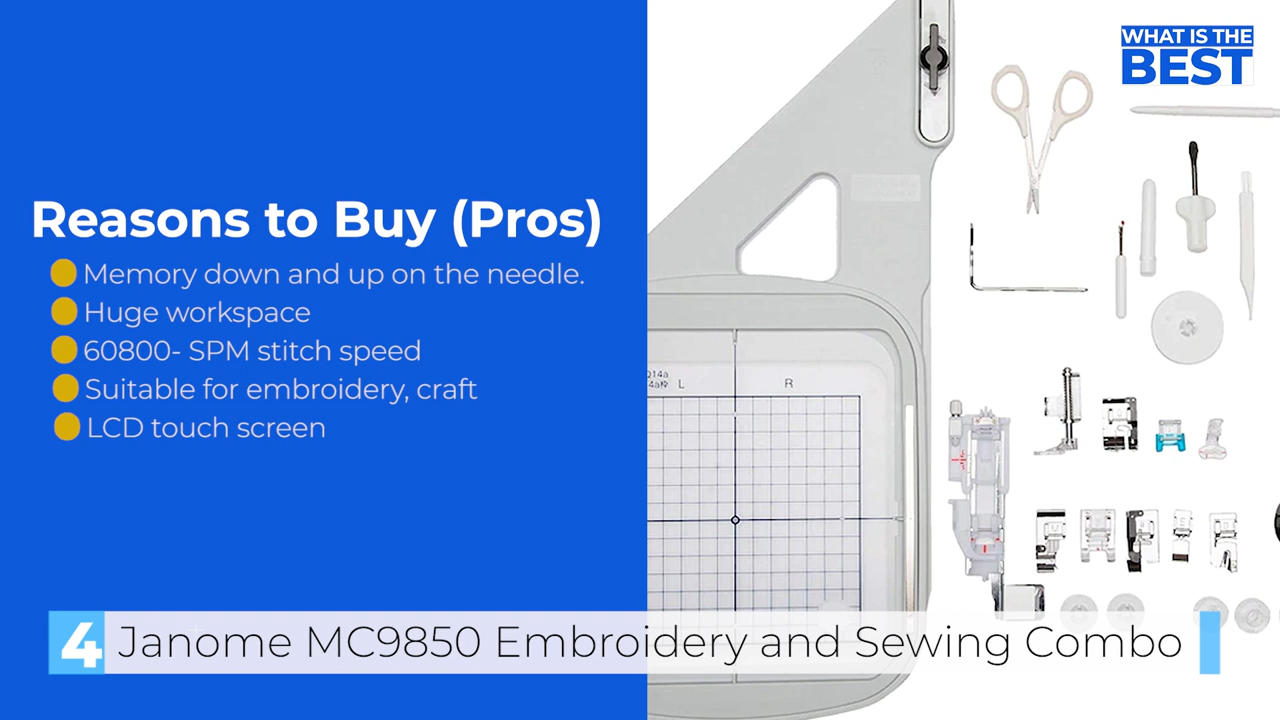 WHAT IS THE
BEST
Reasons to Buy (Pros)
Memory down and up on the needle.
Huge workspace
60800- SPM stitch speed
Suitable for embroidery, craft
LCD touch screen
L
R
4 Janome MC9850 Embroidery and Sewing Combo